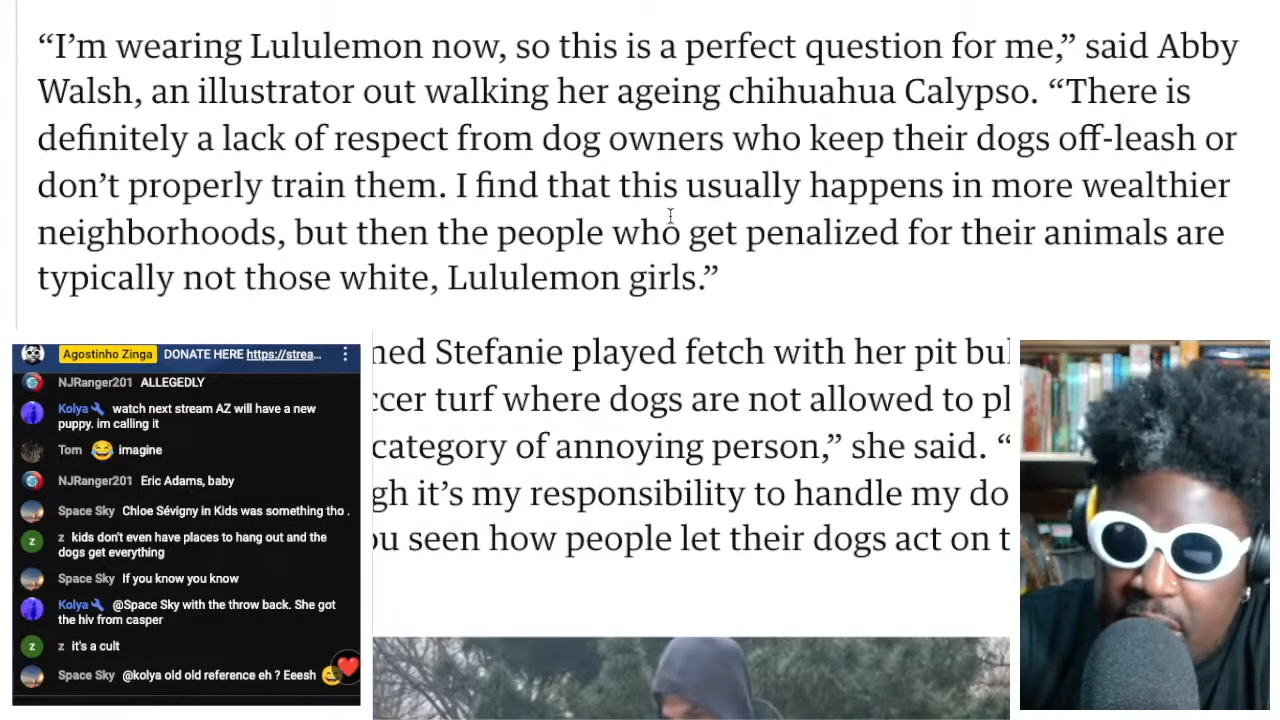 “I’m wearing Lululemon now, so this is a perfect question for me,” said Abby
Walsh, an illustrator out walking her ageing chihuahua Calypso. “There is
definitely a lack of respect from dog owners who keep their dogs off-leash or
don’t properly train them. I find that this usually happens in more wealthier
neighborhoods, but then the people who get penalized for their animals are
typically not those white, Lululemon girls.”
Agostinho Zinga DONATE HERE https://strea...
NJRanger201 ALLEGEDLY
Kolya watch next stream AZ will have a new
puppy. im calling it
Tom 😂 imagine
NJRanger201 Eric Adams, baby
Space Sky Chloe Sévigny in Kids was something tho .
z z kids don't even have places to hang out and the
dogs get everything
Space Sky If you know you know
Kolya @Space Sky with the throw back. She got
the hiv from casper
z z it's a cult
Space Sky @kolya old old reference eh ? Eeesh
ned Stefanie played fetch with her pit bul
ccer turf where dogs are not allowed to pl
category of annoying person,” she said. “
gh it’s my responsibility to handle my do
ou seen how people let their dogs act on t